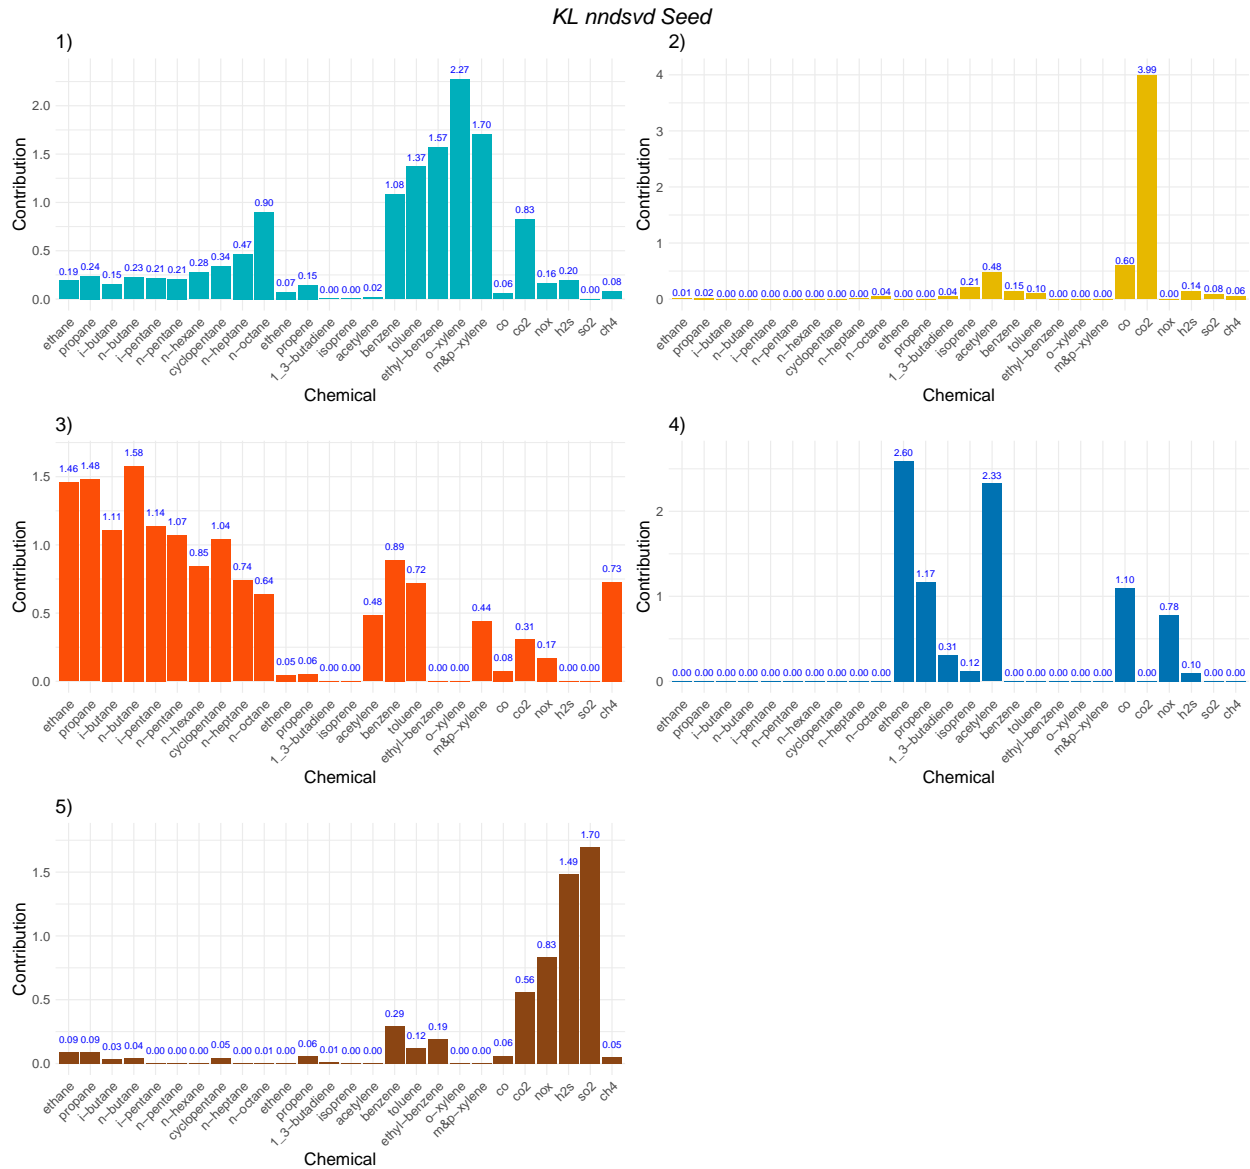 KL nndsvd Seed
1)
Contribution
2.0
1.5
1.0
0.5
0.0
0.19 0.24 0.15 0.23 0.21 0.21 0.28 0.34 0.47 0.90 0.07 0.15 0.00 0.00 0.02 1.08 1.37 1.57 2.27 1.70 0.06 0.83 0.16 0.20 0.00 0.08
ethane propane i−butane n−butane i−pentane n−pentane n−hexane cyclopentane n−heptane n−octane ethene propene 1_3−butadiene isoprene acetylene benzene toluene ethyl−benzene o−xylene m&p−xylene co co2 nox h2s so2 ch4
Chemical
2)
Contribution
4
3
2
1
0
0.01 0.02 0.00 0.00 0.00 0.00 0.00 0.00 0.02 0.04 0.00 0.00 0.04 0.21 0.48 0.15 0.10 0.00 0.00 0.00 0.60 3.99 0.00 0.14 0.08 0.06
ethane propane i−butane n−butane i−pentane n−pentane n−hexane cyclopentane n−heptane n−octane ethene propene 1_3−butadiene isoprene acetylene benzene toluene ethyl−benzene o−xylene m&p−xylene co co2 nox h2s so2 ch4
Chemical
3)
Contribution
1.5
1.0
0.5
0.0
1.46 1.48 1.11 1.58 1.14 1.07 0.85 1.04 0.74 0.64 0.05 0.06 0.00 0.00 0.48 0.89 0.72 0.00 0.00 0.44 0.08 0.31 0.17 0.00 0.00 0.73
ethane propane i−butane n−butane i−pentane n−pentane n−hexane cyclopentane n−heptane n−octane ethene propene 1_3−butadiene isoprene acetylene benzene toluene ethyl−benzene o−xylene m&p−xylene co co2 nox h2s so2 ch4
Chemical
4)
Contribution
2
1
0
0.00 0.00 0.00 0.00 0.00 0.00 0.00 0.00 0.00 0.00 2.60 1.17 0.31 0.12 2.33 0.00 0.00 0.00 0.00 0.00 1.10 0.00 0.78 0.10 0.00 0.00
ethane propane i−butane n−butane i−pentane n−pentane n−hexane cyclopentane n−heptane n−octane ethene propene 1_3−butadiene isoprene acetylene benzene toluene ethyl−benzene o−xylene m&p−xylene co co2 nox h2s so2 ch4
Chemical
5)
Contribution
1.5
1.0
0.5
0.0
0.09 0.09 0.03 0.04 0.00 0.00 0.00 0.05 0.00 0.01 0.00 0.06 0.01 0.00 0.00 0.29 0.12 0.19 0.00 0.00 0.06 0.56 0.83 1.49 1.70 0.05
ethane propane i−butane n−butane i−pentane n−pentane n−hexane cyclopentane n−heptane n−octane ethene propene 1_3−butadiene isoprene acetylene benzene toluene ethyl−benzene o−xylene m&p−xylene co co2 nox h2s so2 ch4
Chemical